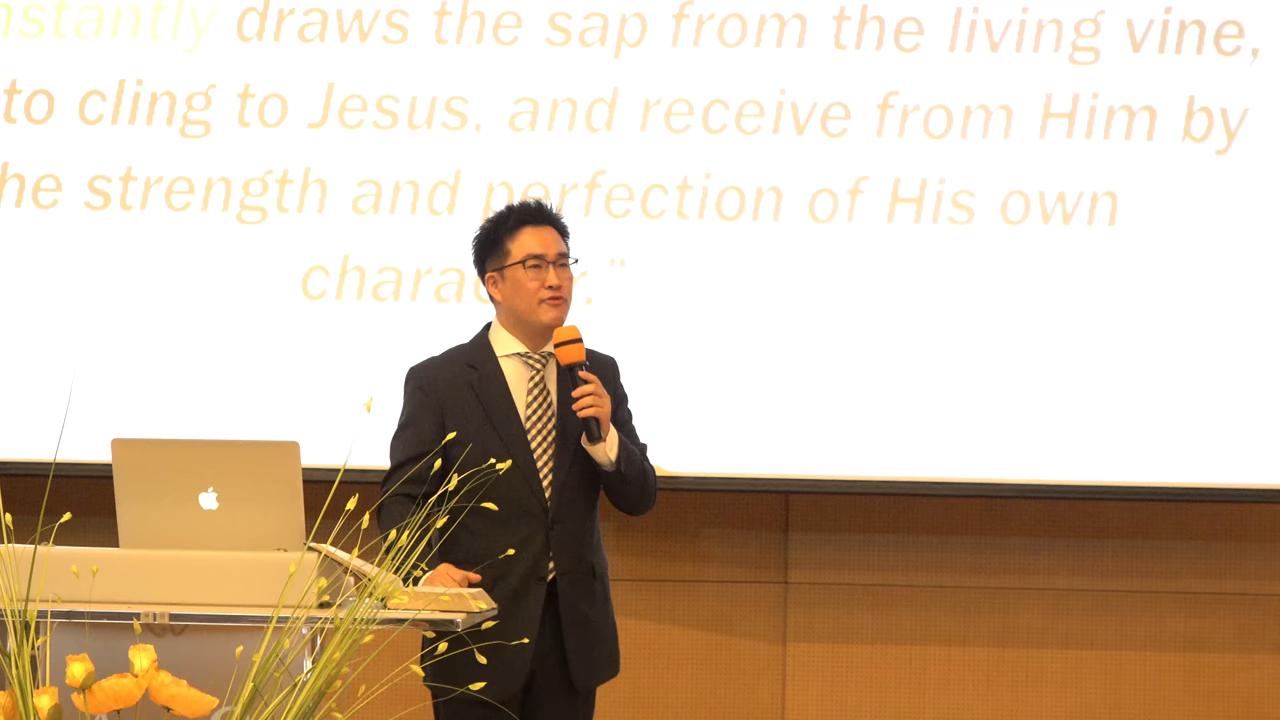 draws the sap from the living vine,
to cling to Jesus, and receive from Him by
strength and perfection of His own